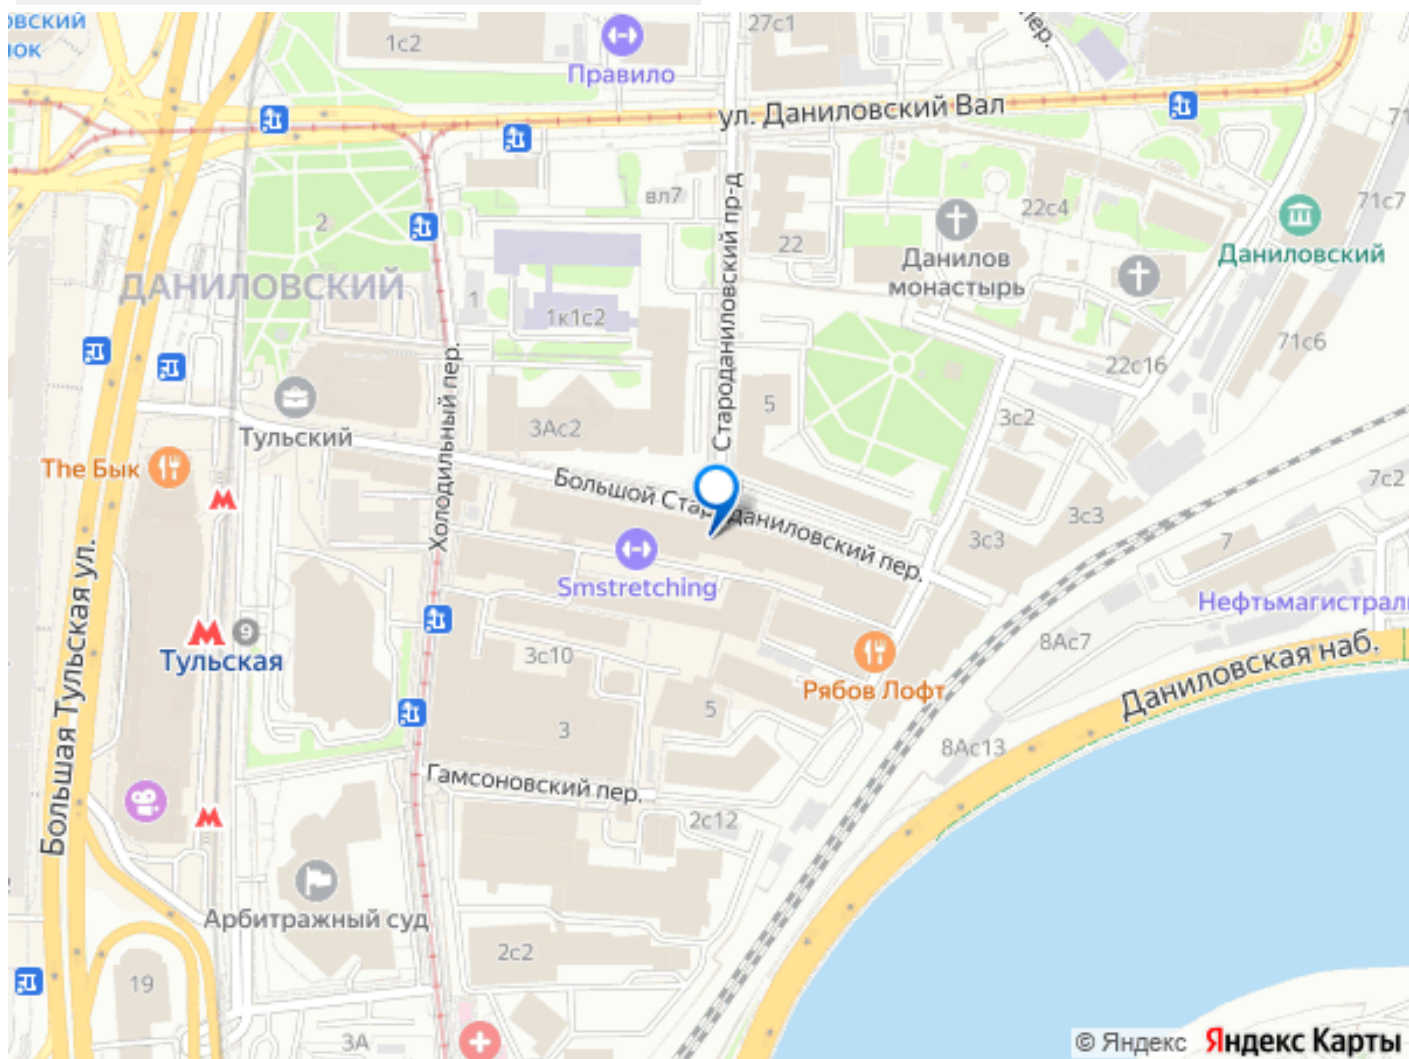 1с2
27с1
пер.
Правило
ул. Даниловский Вал
71с7
вл7
22с4
22
Данилов
монастырь
Даниловский
2
ДАНИЛОВСКИЙ
Староданиловский пр-д
1
1к1с2
71с6
22с16
Холодильный пер.
5
3с2
3Ас2
Тульский
The Бык
Большой Староданиловский пер.
7с2
3с3
3с3
7
Smstretching
Нефтьмагистрал
Большая Тульская ул.
9
Тульская
3с10
8Ас7
Рябов Лофт
Даниловская наб.
5
3
8Ас13
Гамсоновский пер.
2с12
Арбитражный суд
2с2
19
3А
© Яндекс Яндекс Карты